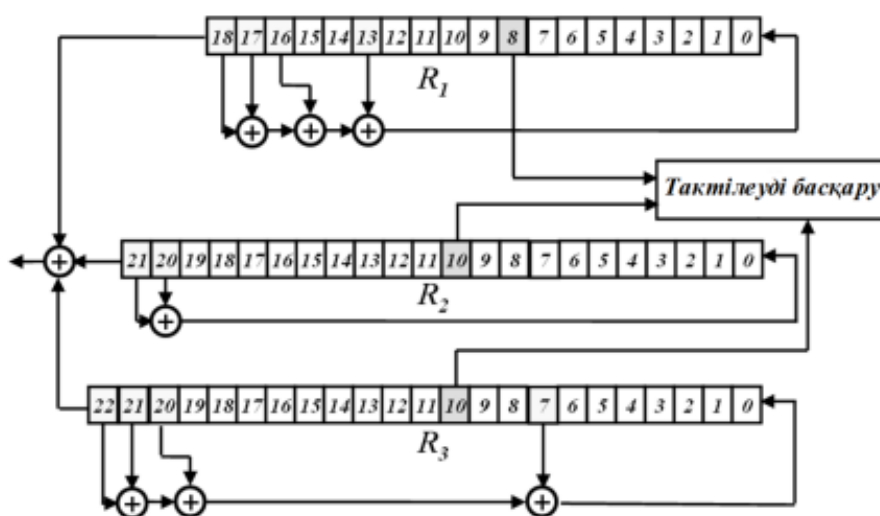 18 17 16 15 14 13 12 11 10 9 8 7 6 5 4 3 2 1 0
R1
Тактілеуді басқару
21 20 19 18 17 16 15 14 13 12 11 10 9 8 7 6 5 4 3 2 1 0
R2
22 21 20 19 18 17 16 15 14 13 12 11 10 9 8 7 6 5 4 3 2 1 0
R3